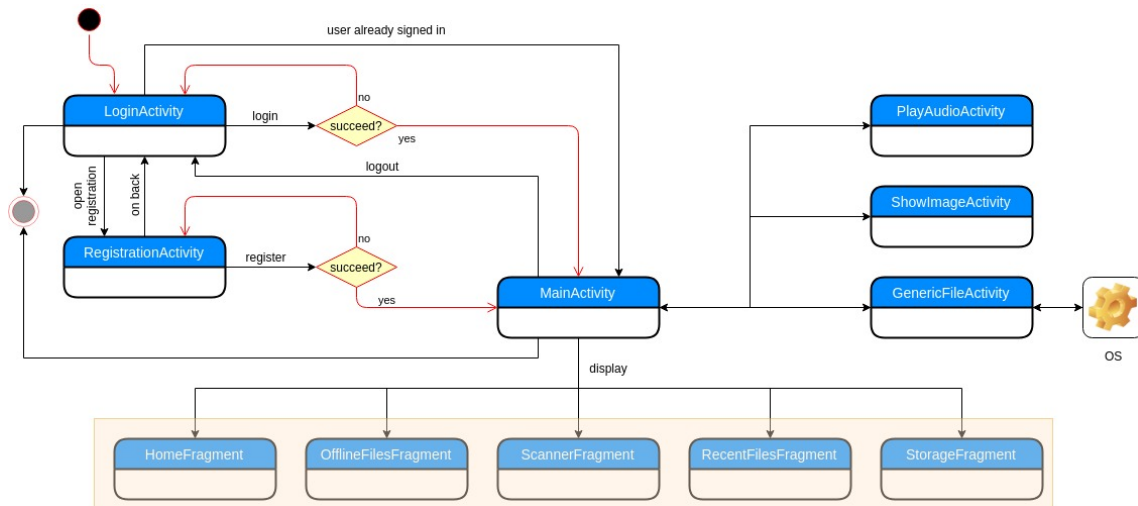 user already signed in
LoginActivity
login
succeed?
no
yes
PlayAudioActivity
logout
open
registration
on back
ShowImageActivity
RegistrationActivity
register
succeed?
no
yes
MainActivity
GenericFileActivity
OS
display
HomeFragment
OfflineFilesFragment
ScannerFragment
RecentFilesFragment
StorageFragment